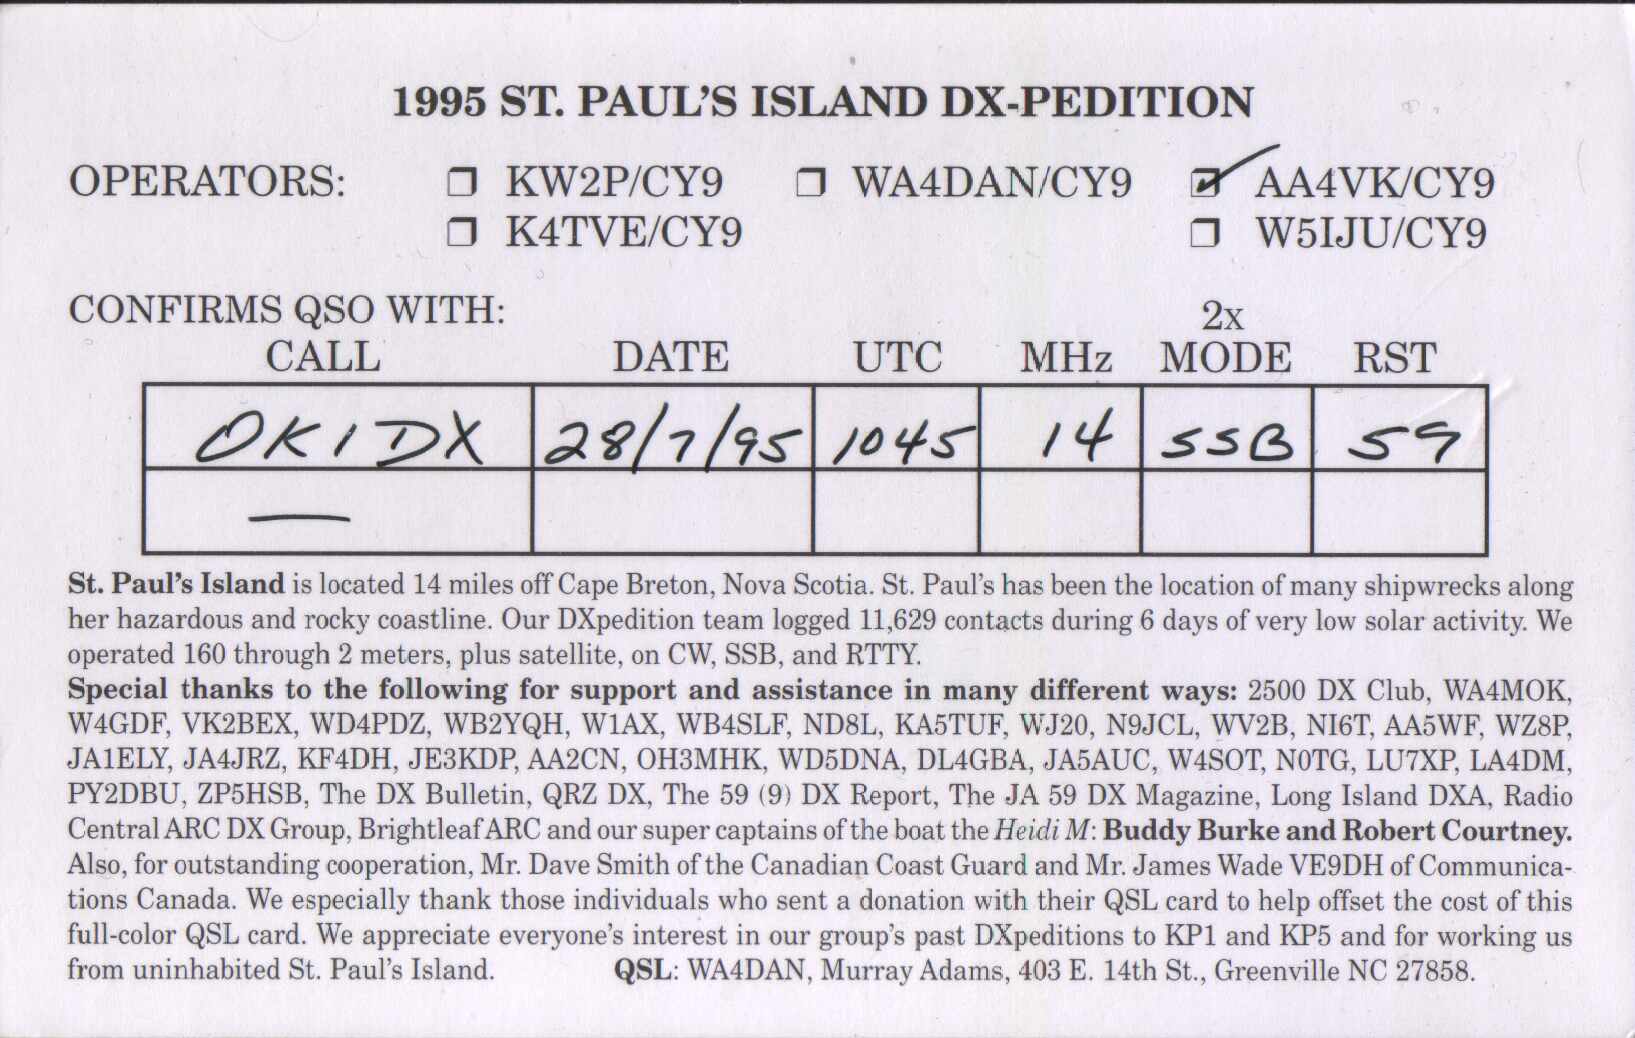 1995 ST. PAUL'S ISLAND DX-PEDITION
OPERATORS: ❒ KW2P/CY9 ❒ WA4DAN/CY9 ❒ AA4VK/CY9
❒ K4TVE/CY9 ❒ W5IJU/CY9
CONFIRMS QSO WITH: 2X
CALL DATE UTC MHz MODE RST
OK1DX 28/7/95 1045 14 SSB 59
—
St. Paul's Island is located 14 miles off Cape Breton, Nova Scotia. St. Paul's has been the location of many shipwrecks along
her hazardous and rocky coastline. Our DXpedition team logged 11,629 contacts during 6 days of very low solar activity. We
operated 160 through 2 meters, plus satellite, on CW, SSB, and RTTY.
Special thanks to the following for support and assistance in many different ways: 2500 DX Club, WA4MOK,
W4GDF, VK2BEX, WD4PDZ, WB2YQH, W1AX, WB4SLF, ND8L, KA5TUF, WJ20, N9JCL, WV2B, NI6T, AA5WF, WZ8P,
JA1ELY, JA4JRZ, KF4DH, JE3KDP, AA2CN, OH3MHK, WD5DNA, DL4GBA, JA5AUC, W4SOT, N0TG, LU7XP, LA4DM,
PY2DBU, ZP5HSB, The DX Bulletin, QRZ DX, The 59 (9) DX Report, The JA 59 DX Magazine, Long Island DXA, Radio
Central ARC DX Group, Brightleaf ARC and our super captains of the boat the Heidi M: Buddy Burke and Robert Courtney.
Also, for outstanding cooperation, Mr. Dave Smith of the Canadian Coast Guard and Mr. James Wade VE9DH of Communica-
tions Canada. We especially thank those individuals who sent a donation with their QSL card to help offset the cost of this
full-color QSL card. We appreciate everyone's interest in our group's past DXpeditions to KP1 and KP5 and for working us
from uninhabited St. Paul's Island. QSL: WA4DAN, Murray Adams, 403 E. 14th St., Greenville NC 27858.